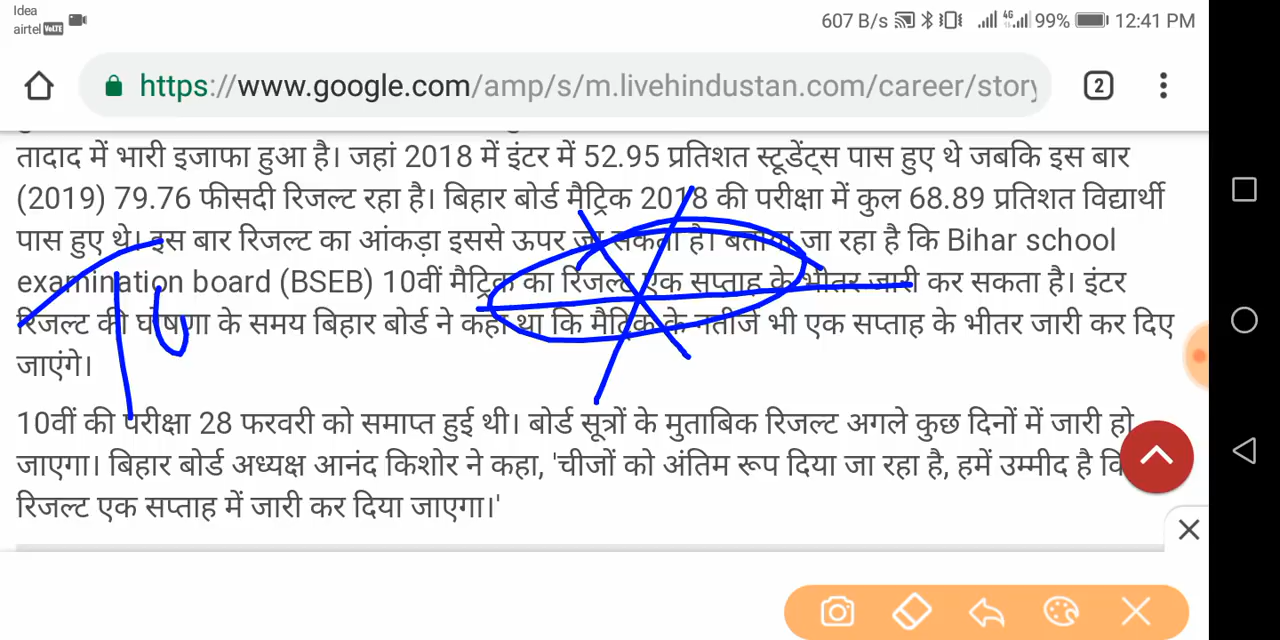 Idea
airtel VoLTE
607 B/s 4G 99% 12:41 PM
https://www.google.com/amp/s/m.livehindustan.com/career/story
2
तादाद में भारी इजाफा हुआ है। जहां 2018 में इंटर में 52.95 प्रतिशत स्टूडेंट्स पास हुए थे जबकि इस बार
(2019) 79.76 फीसदी रिजल्ट रहा है। बिहार बोर्ड मैट्रिक 2018 की परीक्षा में कुल 68.89 प्रतिशत विद्यार्थी
पास हुए थे। इस बार रिजल्ट का आंकड़ा इससे ऊपर जा सकता है। बताया जा रहा है कि Bihar school
examination board (BSEB) 10वीं मैट्रिक का रिजल्ट एक सप्ताह के भीतर जारी कर सकता है। इंटर
रिजल्ट की घोषणा के समय बिहार बोर्ड ने कहा था कि मैट्रिक के नतीजे भी एक सप्ताह के भीतर जारी कर दिए
जाएंगे।
10वीं की परीक्षा 28 फरवरी को समाप्त हुई थी। बोर्ड सूत्रों के मुताबिक रिजल्ट अगले कुछ दिनों में जारी हो
जाएगा। बिहार बोर्ड अध्यक्ष आनंद किशोर ने कहा, 'चीजों को अंतिम रूप दिया जा रहा है, हमें उम्मीद है कि
रिजल्ट एक सप्ताह में जारी कर दिया जाएगा।'